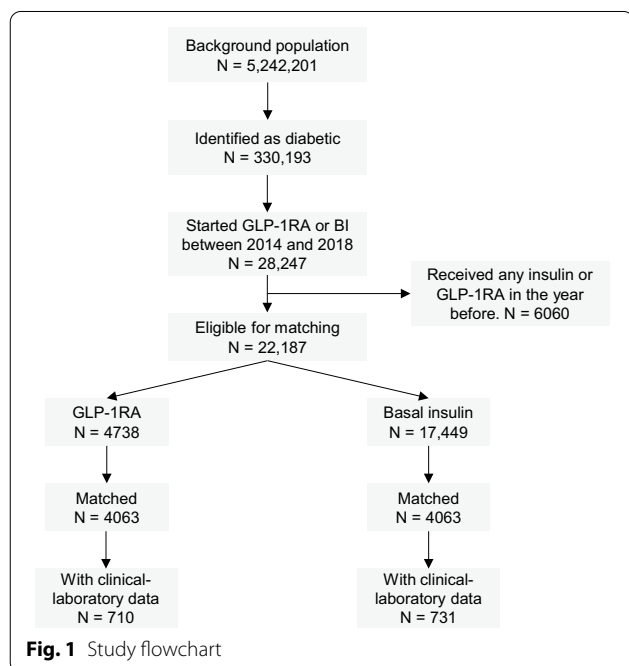 Background population
N = 5,242,201
Identified as diabetic
N = 330,193
Started GLP-1RA or BI
between 2014 and 2018
N = 28,247
Received any insulin or
GLP-1RA in the year
before. N = 6060
Eligible for matching
N = 22,187
GLP-1RA
N = 4738
Basal insulin
N = 17,449
Matched
N = 4063
Matched
N = 4063
With clinical-
laboratory data
N = 710
With clinical-
laboratory data
N = 731
Fig. 1 Study flowchart